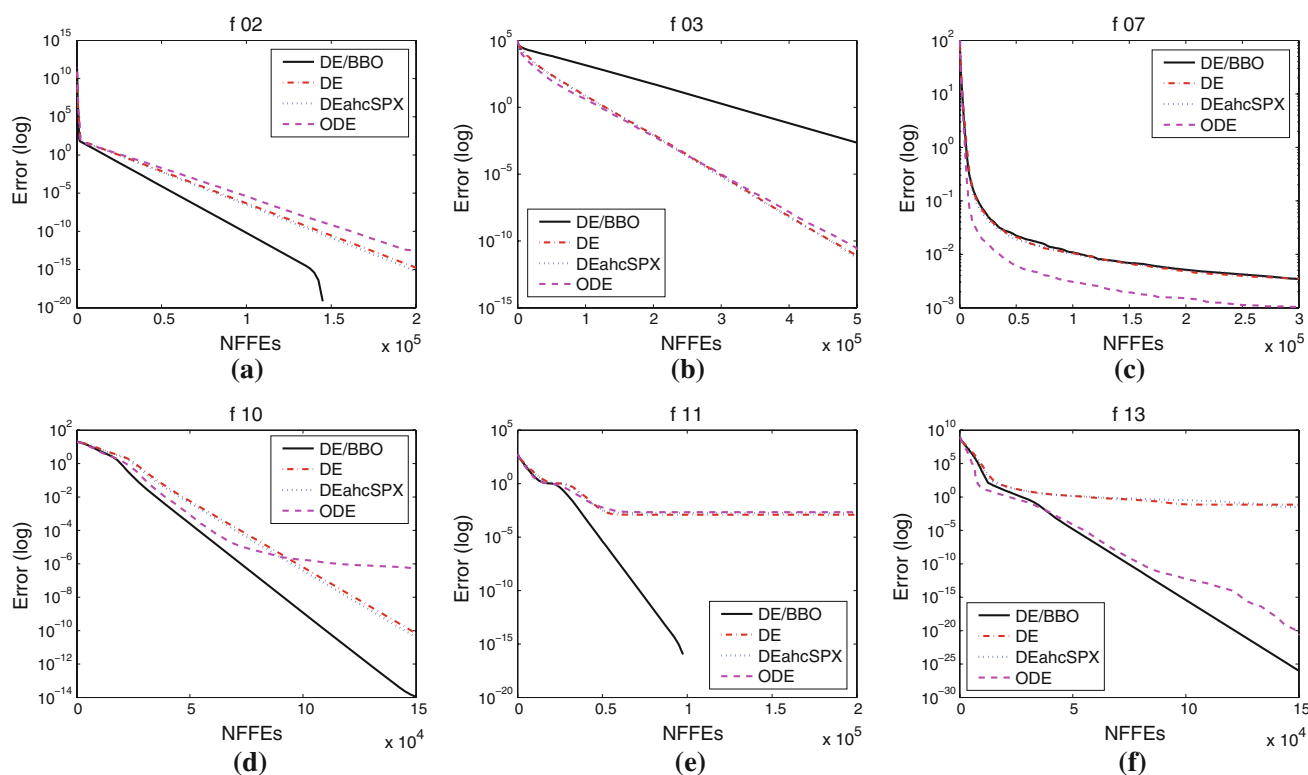 f 02
10^15
10^10
10^5
10^0
10^-5
10^-10
10^-15
10^-20
Error (log)
DE/BBO
DE
DEahcSPX
ODE
0 0.5 1 1.5 2
NFFEs
x 10^5
(a)
f 03
10^5
10^0
10^-5
10^-10
10^-15
Error (log)
DE/BBO
DE
DEahcSPX
ODE
0 1 2 3 4 5
NFFEs
x 10^5
(b)
f 07
10^2
10^1
10^0
10^-1
10^-2
10^-3
Error (log)
DE/BBO
DE
DEahcSPX
ODE
0 0.5 1 1.5 2 2.5 3
NFFEs
x 10^5
(c)
f 10
10^2
10^0
10^-2
10^-4
10^-6
10^-8
10^-10
10^-12
10^-14
Error (log)
DE/BBO
DE
DEahcSPX
ODE
0 5 10 15
NFFEs
x 10^4
(d)
f 11
10^5
10^0
10^-5
10^-10
10^-15
10^-20
Error (log)
DE/BBO
DE
DEahcSPX
ODE
0 0.5 1 1.5 2
NFFEs
x 10^5
(e)
f 13
10^10
10^5
10^0
10^-5
10^-10
10^-15
10^-20
10^-25
10^-30
Error (log)
DE/BBO
DE
DEahcSPX
ODE
0 5 10 15
NFFEs
x 10^4
(f)